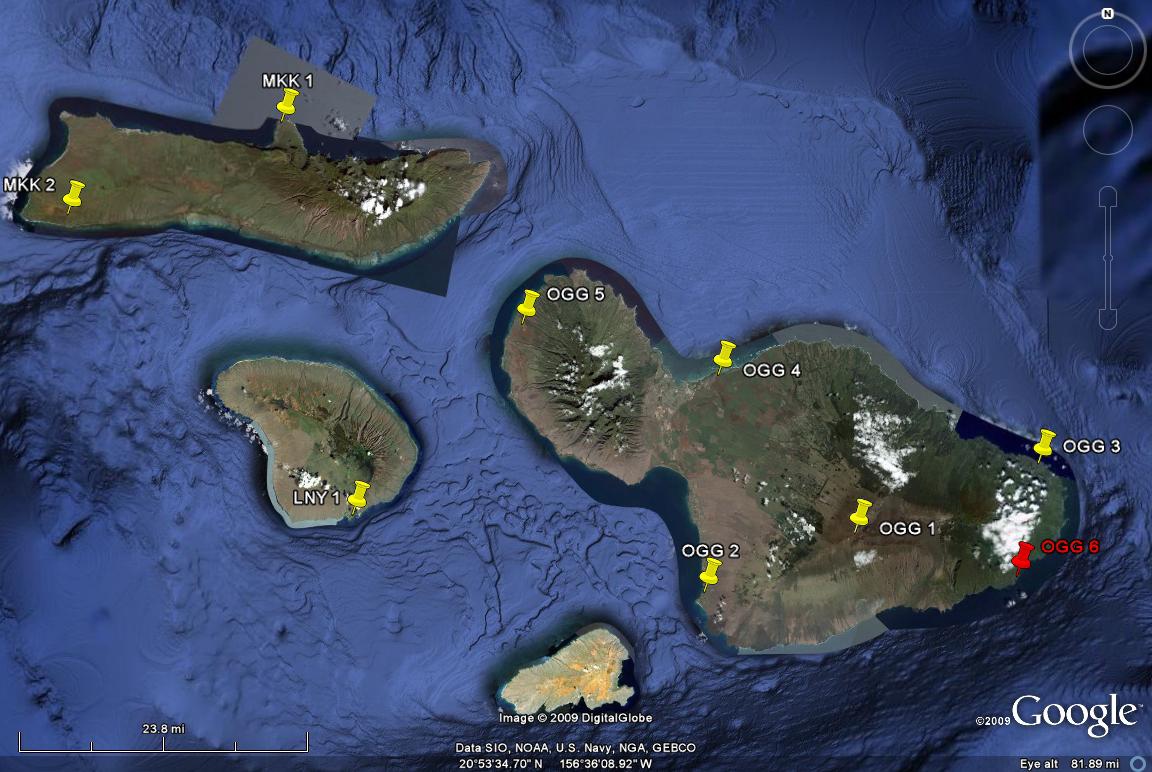 N
MKK 1
MKK 2
OGG 5
OGG 4
OGG 3
LNY 1
OGG 1
OGG 2
OGG 6
Image © 2009 DigitalGlobe
©2009 Google™
23.8 mi
Data SIO, NOAA, U.S. Navy, NGA, GEBCO
20°53'34.70" N 156°36'08.92" W
Eye alt 81.89 mi